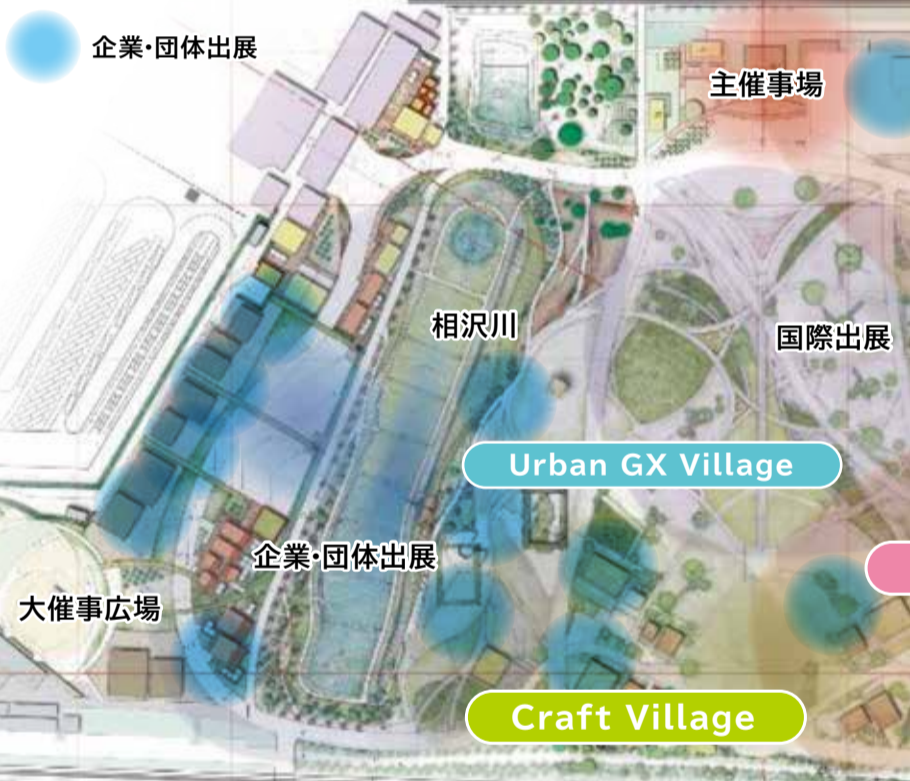 企業・団体出展
主催事場
相沢川
国際出展
Urban GX Village
企業・団体出展
大催事広場
Craft Village